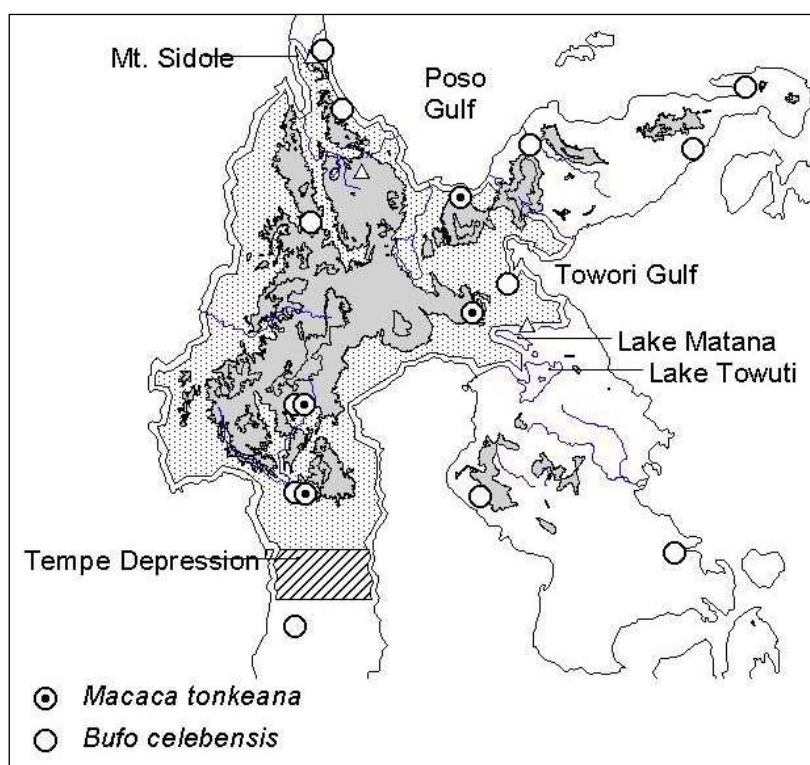 Mt. Sidole
Poso
Gulf
Towori Gulf
Lake Matana
Lake Towuti
Tempe Depression
Macaca tonkeana
Bufo celebensis